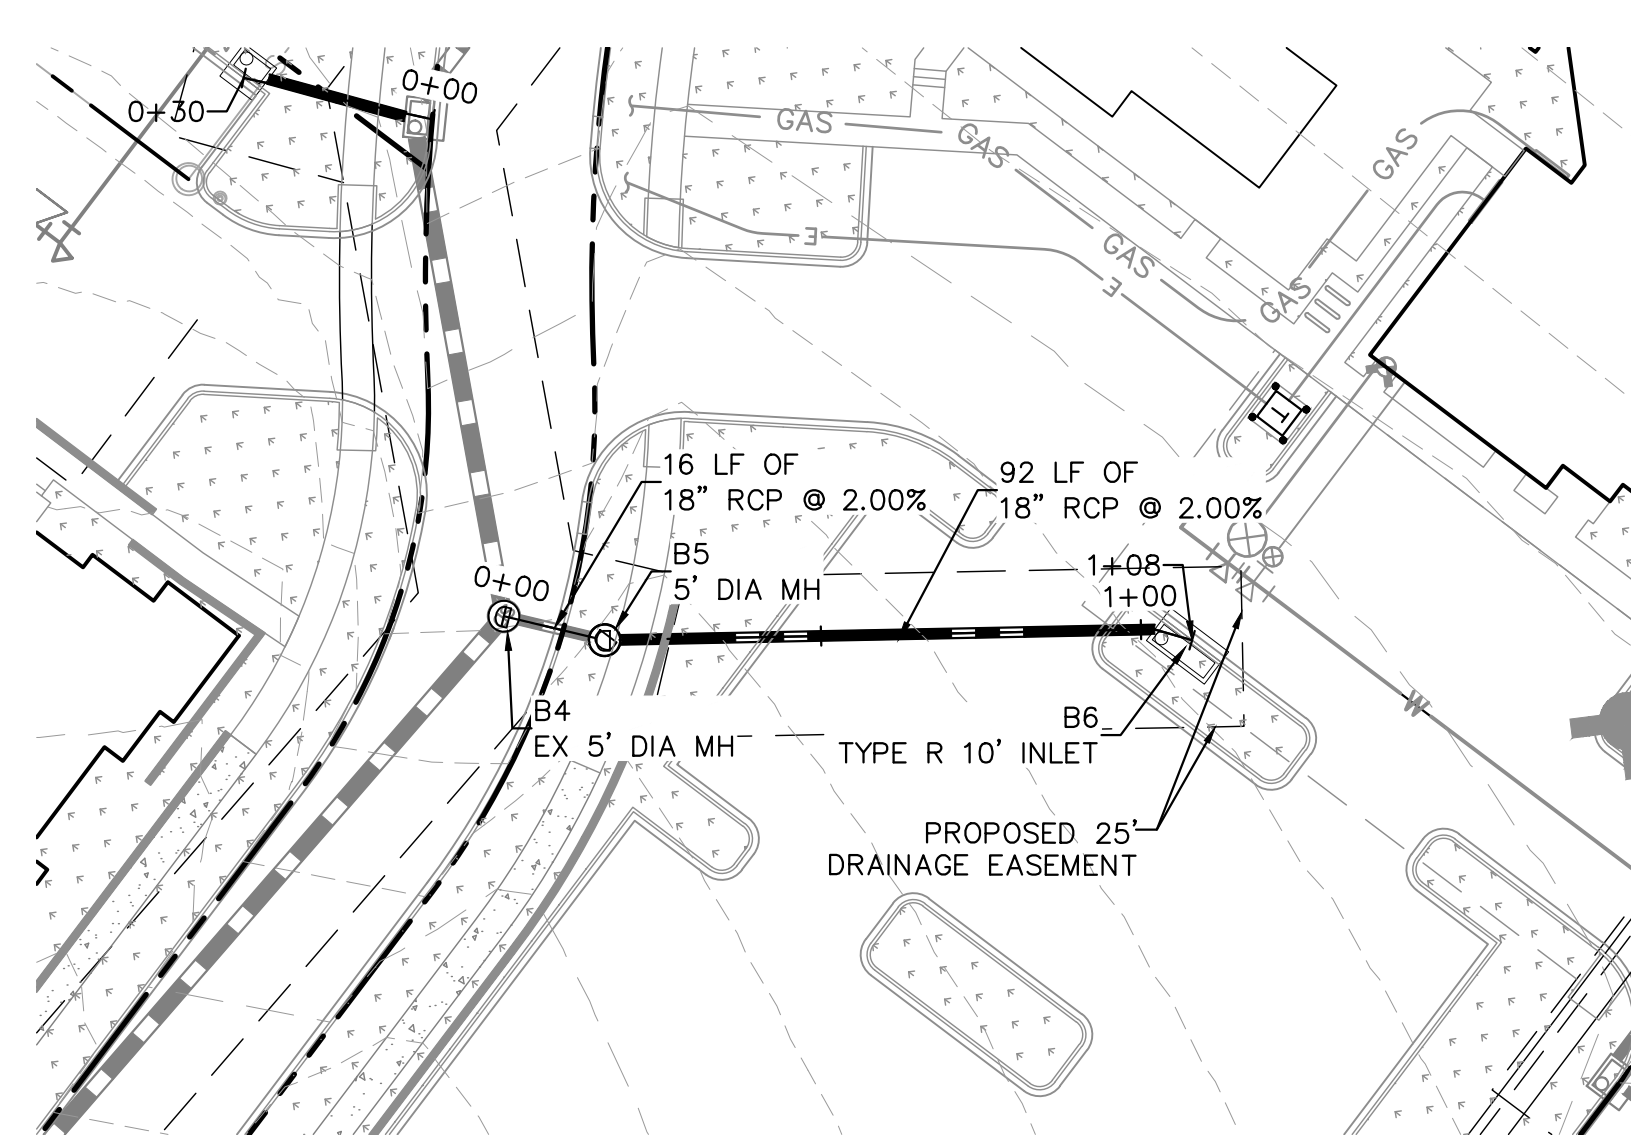 0+00
0+30
GAS
GAS
GAS
E
GAS
E
GAS
T
16 LF OF
18" RCP @ 2.00%
92 LF OF
18" RCP @ 2.00%
B5
5' DIA MH
0+00
1+08
1+00
B4
EX 5' DIA MH
B6
TYPE R 10' INLET
W
PROPOSED 25'
DRAINAGE EASEMENT